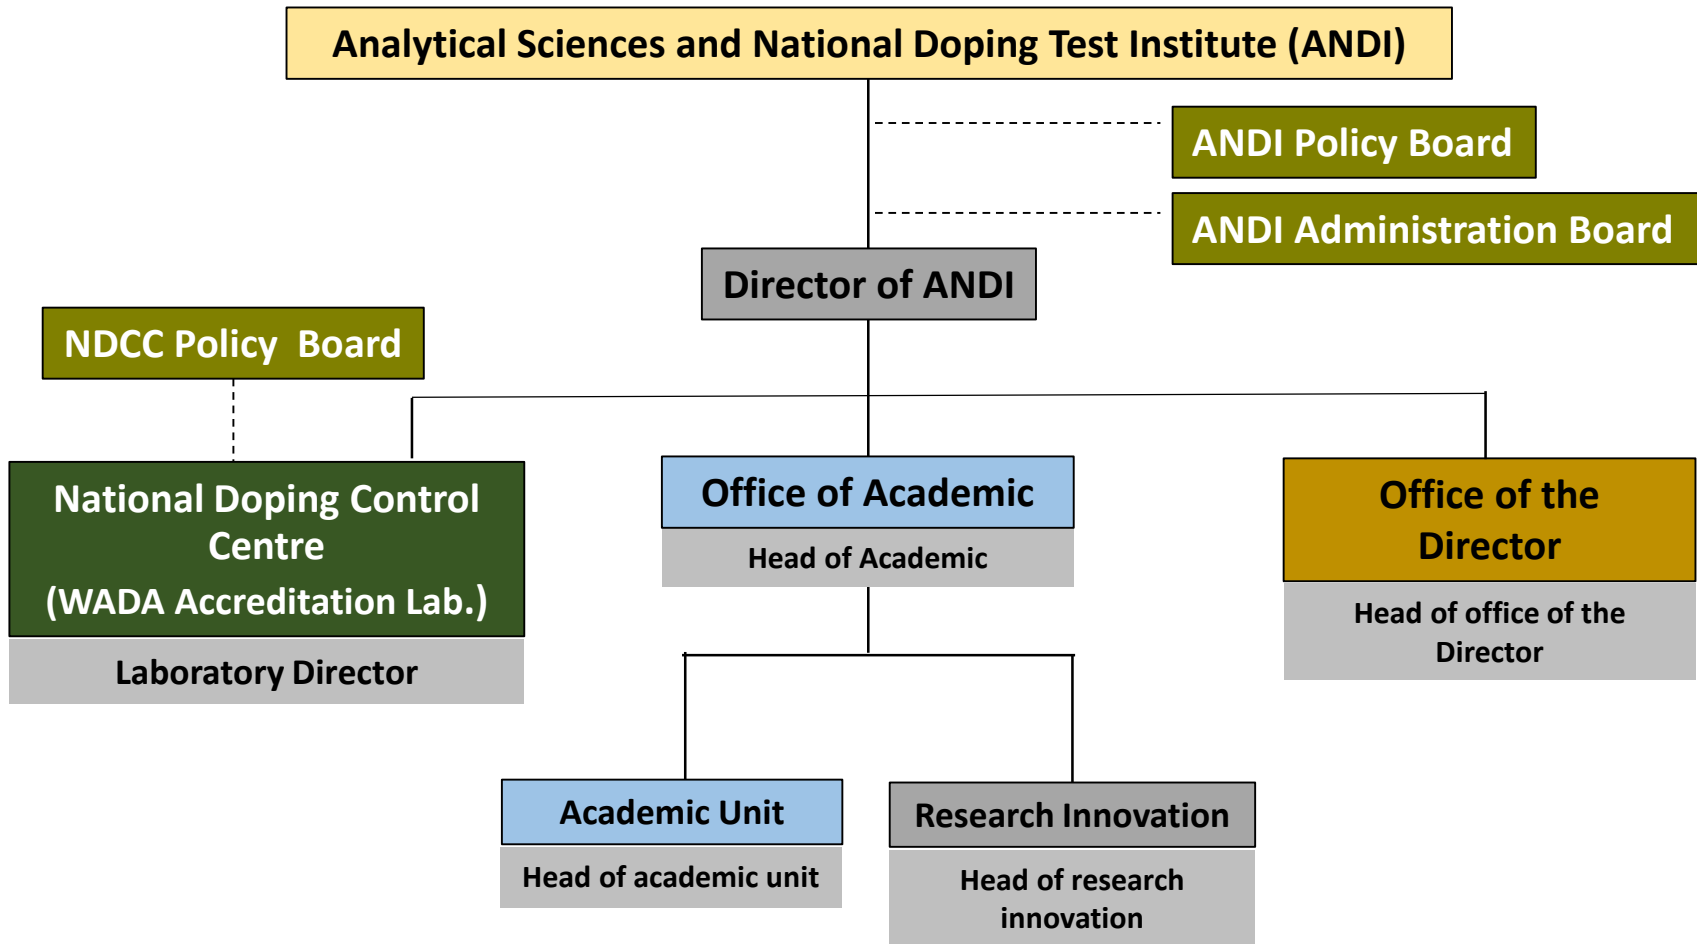 Analytical Sciences and National Doping Test Institute (ANDI)
ANDI Policy Board
ANDI Administration Board
Director of ANDI
NDCC Policy  Board
National Doping Control
Centre
(WADA Accreditation Lab.)
Laboratory Director
Office of Academic
Head of Academic
Office of the
Director
Head of office of the
Director
Academic Unit
Head of academic unit
Research Innovation
Head of research
innovation